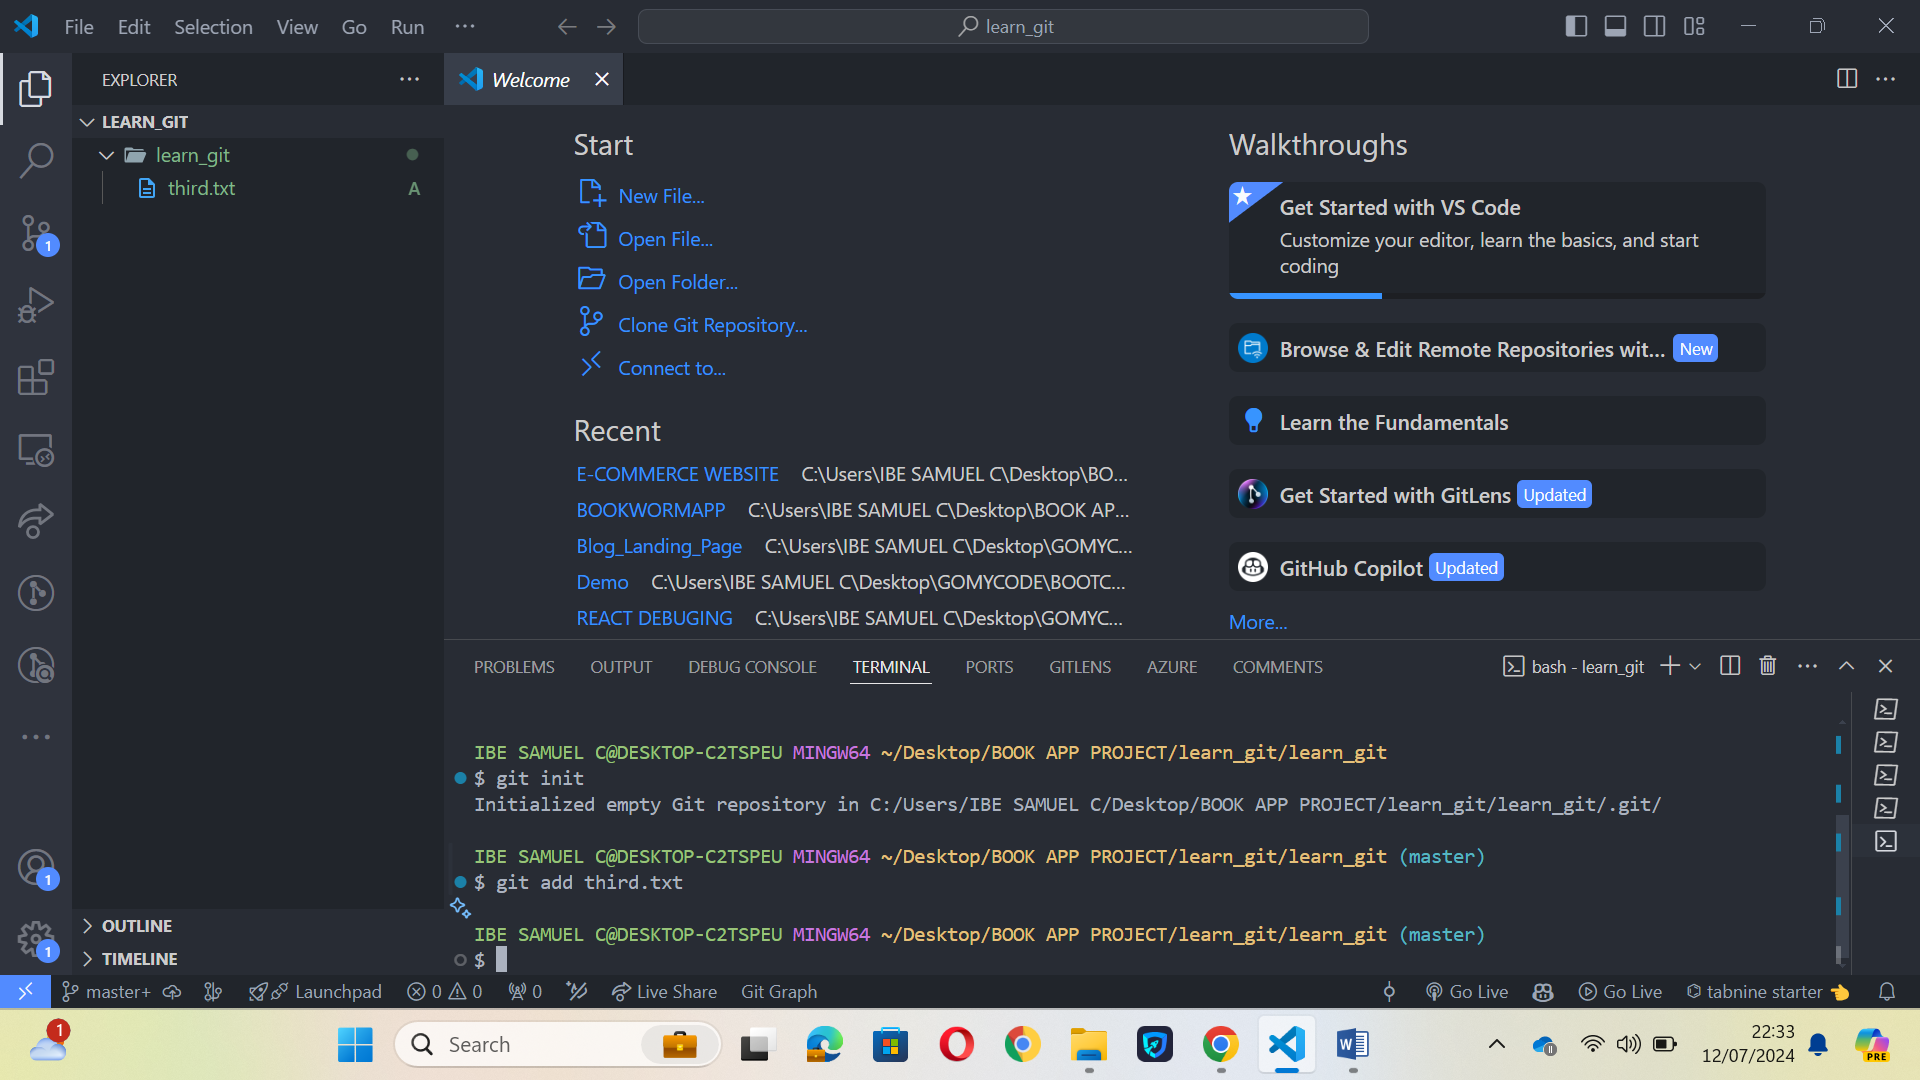 File Edit Selection View Go Run ···
learn_git
EXPLORER
Welcome
LEARN_GIT
learn_git
third.txt A
Start
New File...
Open File...
Open Folder...
Clone Git Repository...
Connect to...
Recent
E-COMMERCE WEBSITE C:\Users\IBE SAMUEL C\Desktop\BO...
BOOKWORMAPP C:\Users\IBE SAMUEL C\Desktop\BOOK AP...
Blog_Landing_Page C:\Users\IBE SAMUEL C\Desktop\GOMYC...
Demo C:\Users\IBE SAMUEL C\Desktop\GOMYCODE\BOOTC...
REACT DEBUGING C:\Users\IBE SAMUEL C\Desktop\GOMYC...
Walkthroughs
Get Started with VS Code
Customize your editor, learn the basics, and start
coding
Browse & Edit Remote Repositories wit... New
Learn the Fundamentals
Get Started with GitLens Updated
GitHub Copilot Updated
More...
1
1
1
PROBLEMS OUTPUT DEBUG CONSOLE TERMINAL PORTS GITLENS AZURE COMMENTS bash - learn_git
IBE SAMUEL C@DESKTOP-C2TSPEU MINGW64 ~/Desktop/BOOK APP PROJECT/learn_git/learn_git
$ git init
Initialized empty Git repository in C:/Users/IBE SAMUEL C/Desktop/BOOK APP PROJECT/learn_git/learn_git/.git/
IBE SAMUEL C@DESKTOP-C2TSPEU MINGW64 ~/Desktop/BOOK APP PROJECT/learn_git/learn_git (master)
$ git add third.txt
IBE SAMUEL C@DESKTOP-C2TSPEU MINGW64 ~/Desktop/BOOK APP PROJECT/learn_git/learn_git (master)
$
OUTLINE
TIMELINE
master+ Launchpad 0 0 0 Live Share Git Graph Go Live Go Live tabnine starter
1
Search
PRE
22:33
12/07/2024